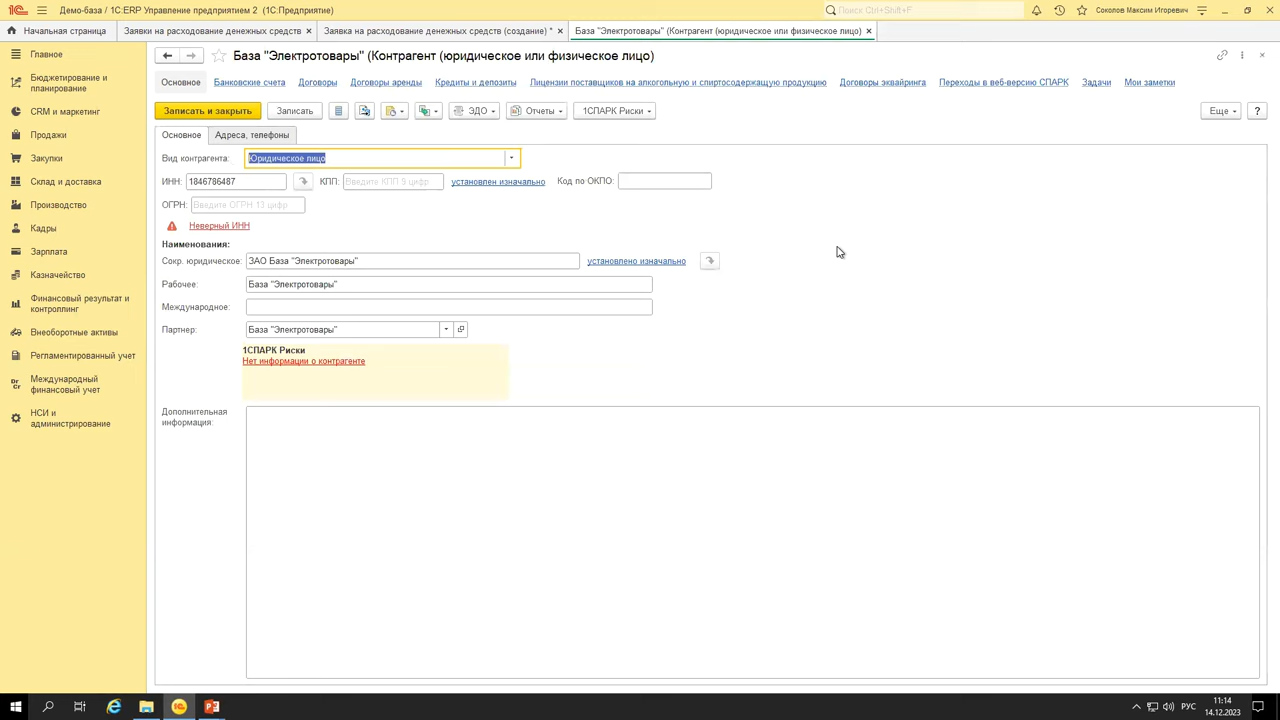 Демо-база / 1С:ERP Управление предприятием 2 (1С:Предприятие)
Поиск Ctrl+Shift+F
Соколов Максим Игоревич
Начальная страница
Заявки на расходование денежных средств ×
Заявка на расходование денежных средств (создание) * ×
База "Электротовары" (Контрагент (юридическое или физическое лицо) ×
Главное
Бюджетирование и
планирование
CRM и маркетинг
Продажи
Закупки
Склад и доставка
Производство
Кадры
Зарплата
Казначейство
Финансовый результат и
контроллинг
Внеоборотные активы
Регламентированный учет
Dr
Cr
Международный
финансовый учет
НСИ и
администрирование
База "Электротовары" (Контрагент (юридическое или физическое лицо)
Основное Банковские счета Договоры Договоры аренды Кредиты и депозиты Лицензии поставщиков на алкогольную и спиртосодержащую продукцию Договоры эквайринга Переходы в веб-версию СПАРК Задачи Мои заметки
Записать и закрыть Записать ЭДО Отчеты 1СПАРК Риски Еще ?
Основное Адреса, телефоны
Вид контрагента: Юридическое лицо
ИНН: 1846786487 КПП: Введите КПП 9 цифр установлен изначально Код по ОКПО:
ОГРН: Введите ОГРН 13 цифр
Неверный ИНН
Наименования:
Сокр. юридическое: ЗАО База "Электротовары" установлено изначально
Рабочее: База "Электротовары"
Международное:
Партнер: База "Электротовары"
1СПАРК Риски
Нет информации о контрагенте
Дополнительная
информация:
РУС
11:14
14.12.2023